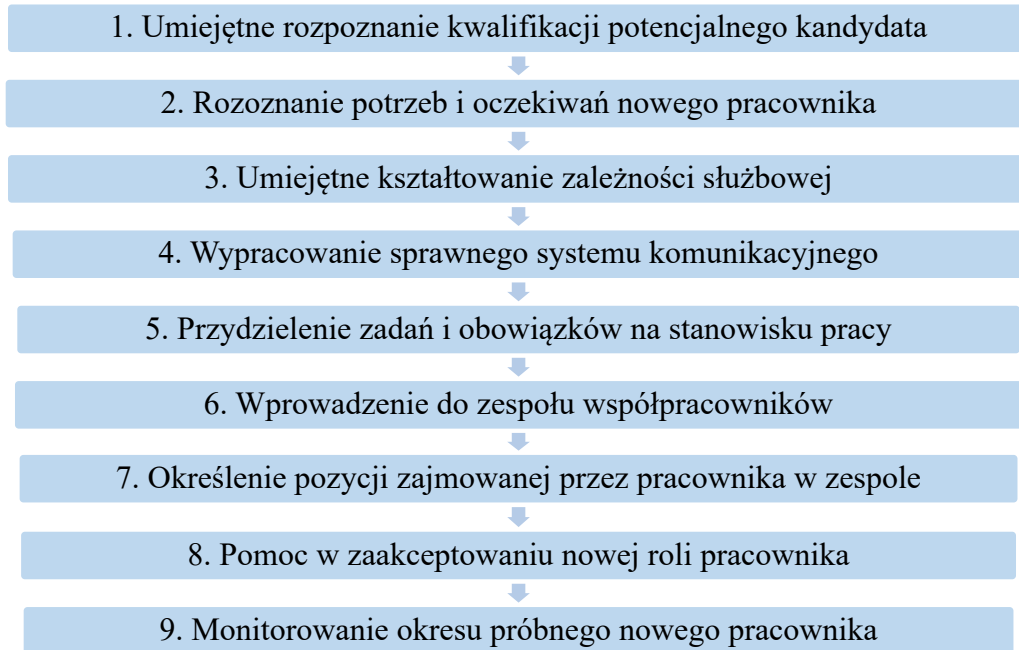 1. Umiejętne rozpoznanie kwalifikacji potencjalnego kandydata
2. Rozoznanie potrzeb i oczekiwań nowego pracownika
3. Umiejętne kształtowanie zależności służbowej
4. Wypracowanie sprawnego systemu komunikacyjnego
5. Przydzielenie zadań i obowiązków na stanowisku pracy
6. Wprowadzenie do zespołu współpracowników
7. Określenie pozycji zajmowanej przez pracownika w zespole
8. Pomoc w zaakceptowaniu nowej roli pracownika
9. Monitorowanie okresu próbnego nowego pracownika